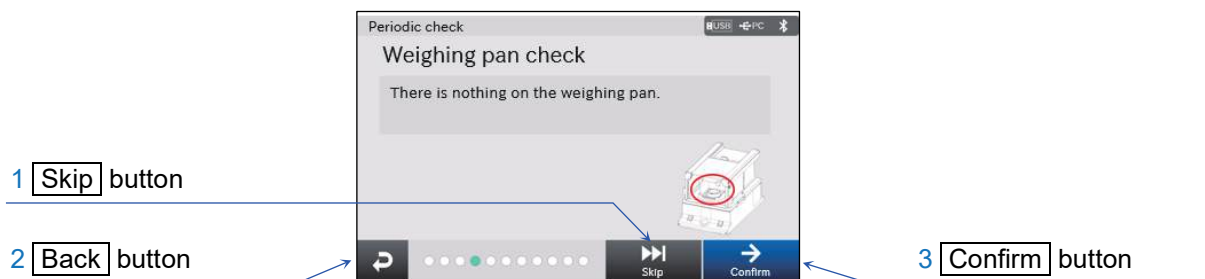 Periodic check
USB PC
Weighing pan check
There is nothing on the weighing pan.
1 Skip button
2 Back button
Skip
Confirm
3 Confirm button